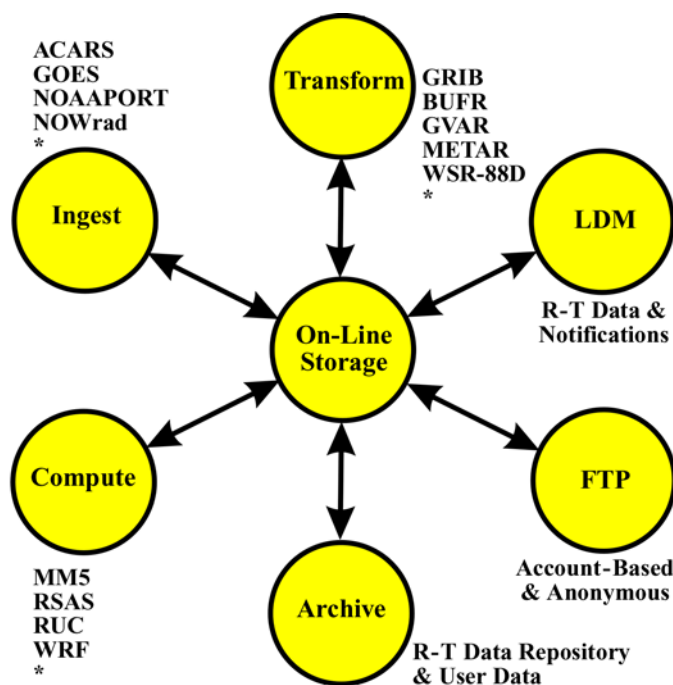 ACARS
GOES
NOAAPORT
NOWrad
*
Ingest
Transform
GRIB
BUFR
GVAR
METAR
WSR-88D
*
LDM
R-T Data &
Notifications
On-Line
Storage
Compute
MM5
RSAS
RUC
WRF
*
Archive
R-T Data Repository
& User Data
FTP
Account-Based
& Anonymous